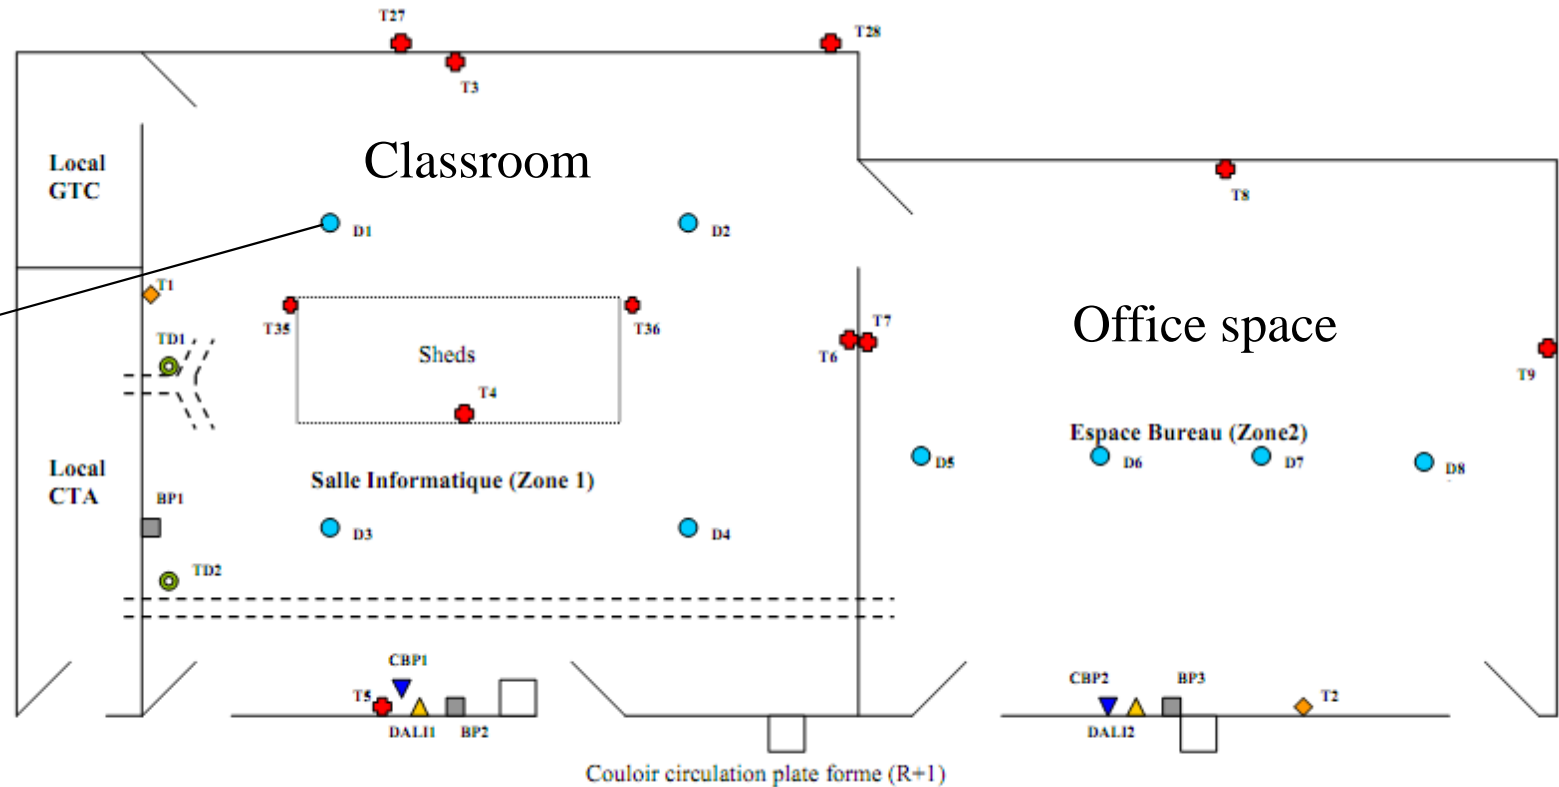 T27
T28
T3
Classroom
Local
GTC
T8
D1
D2
T1
T35
T36
T7
Office space
TD1
Sheds
T6
T9
T4
Espace Bureau (Zone2)
D5
D6
D7
D8
Local
CTA
Salle Informatique (Zone 1)
BP1
D3
D4
TD2
CBP1
T5
DALI1
BP2
CBP2
BP3
T2
DALI2
Couloir circulation plate forme (R+1)